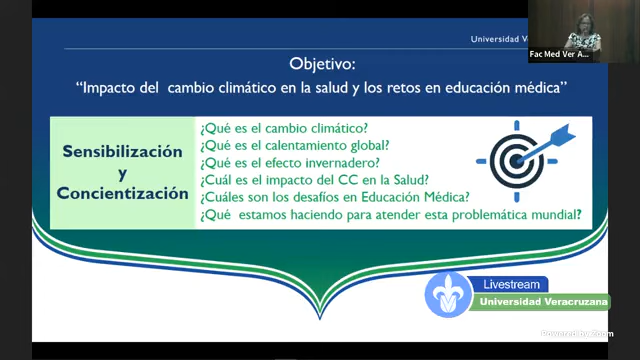 Universidad Ve
Fac Med Ver A...
Objetivo:
“Impacto del cambio climático en la salud y los retos en educación médica”
Sensibilización
y
Concientización
¿Qué es el cambio climático?
¿Qué es el calentamiento global?
¿Qué es el efecto invernadero?
¿Cuál es el impacto del CC en la Salud?
¿Cuáles son los desafíos en Educación Médica?
¿Qué estamos haciendo para atender esta problemática mundial?
Livestream
Universidad Veracruzana
Powered by Zoom